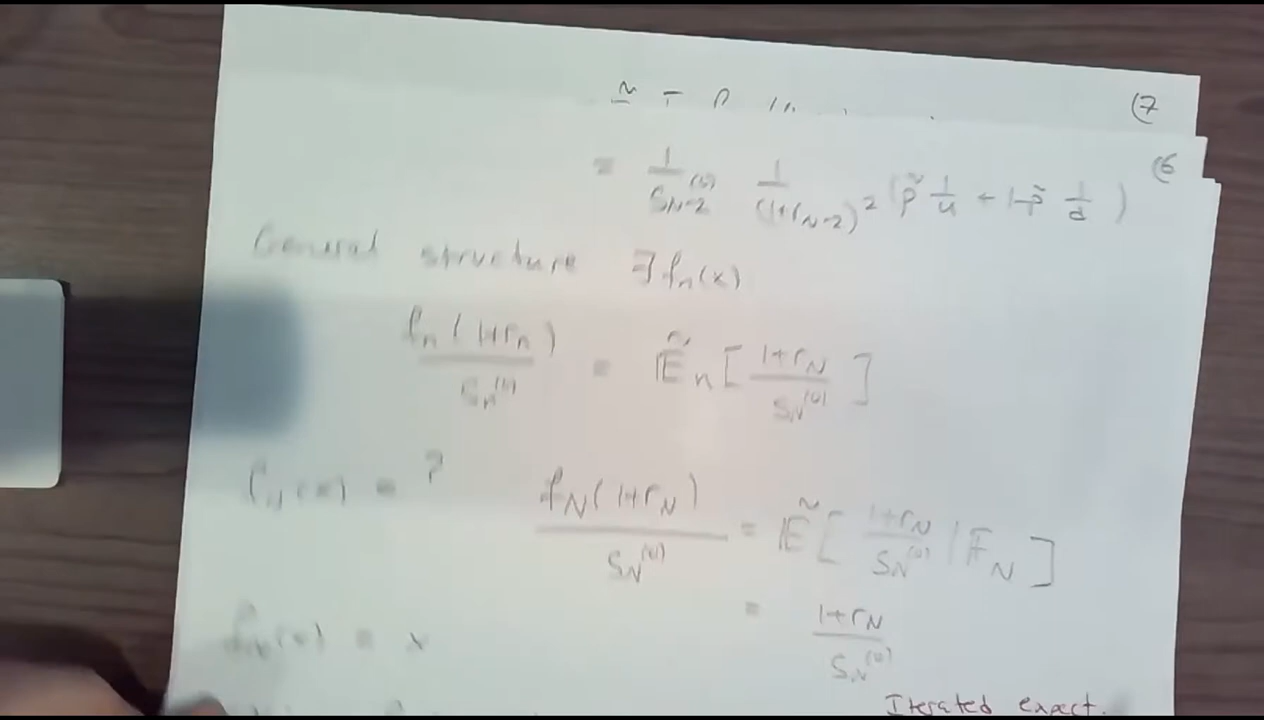 (7
= 1/S_{N-2}^{(0)} 1/(1+r_{N-2})^2 (p̃ 1/u + 1-p̃ 1/d) (6
General structure ∃ f_n(x)
f_n(1+r_n)/S_n^{(0)} = Ẽ_n[1+r_N/S_N^{(0)}]
f_N(x) = ? f_N(1+r_N)/S_N^{(0)} = Ẽ[1+r_N/S_N^{(0)} | F_N]
= 1+r_N/S_N^{(0)}
f_N(x) = x
Iterated expect.